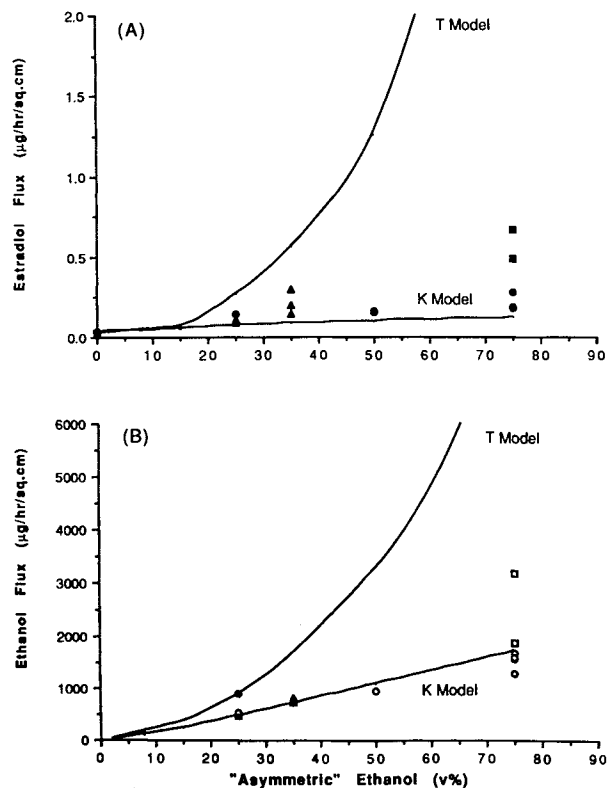 (A)
T Model
2.0
1.5
1.0
0.5
0.0
Estradiol Flux (µg/hr/sq.cm)
K Model
0 10 20 30 40 50 60 70 80 90
(B)
T Model
6000
5000
4000
3000
2000
1000
0
Ethanol Flux (µg/hr/sq.cm)
K Model
0 10 20 30 40 50 60 70 80 90
"Asymmetric" Ethanol (v%)